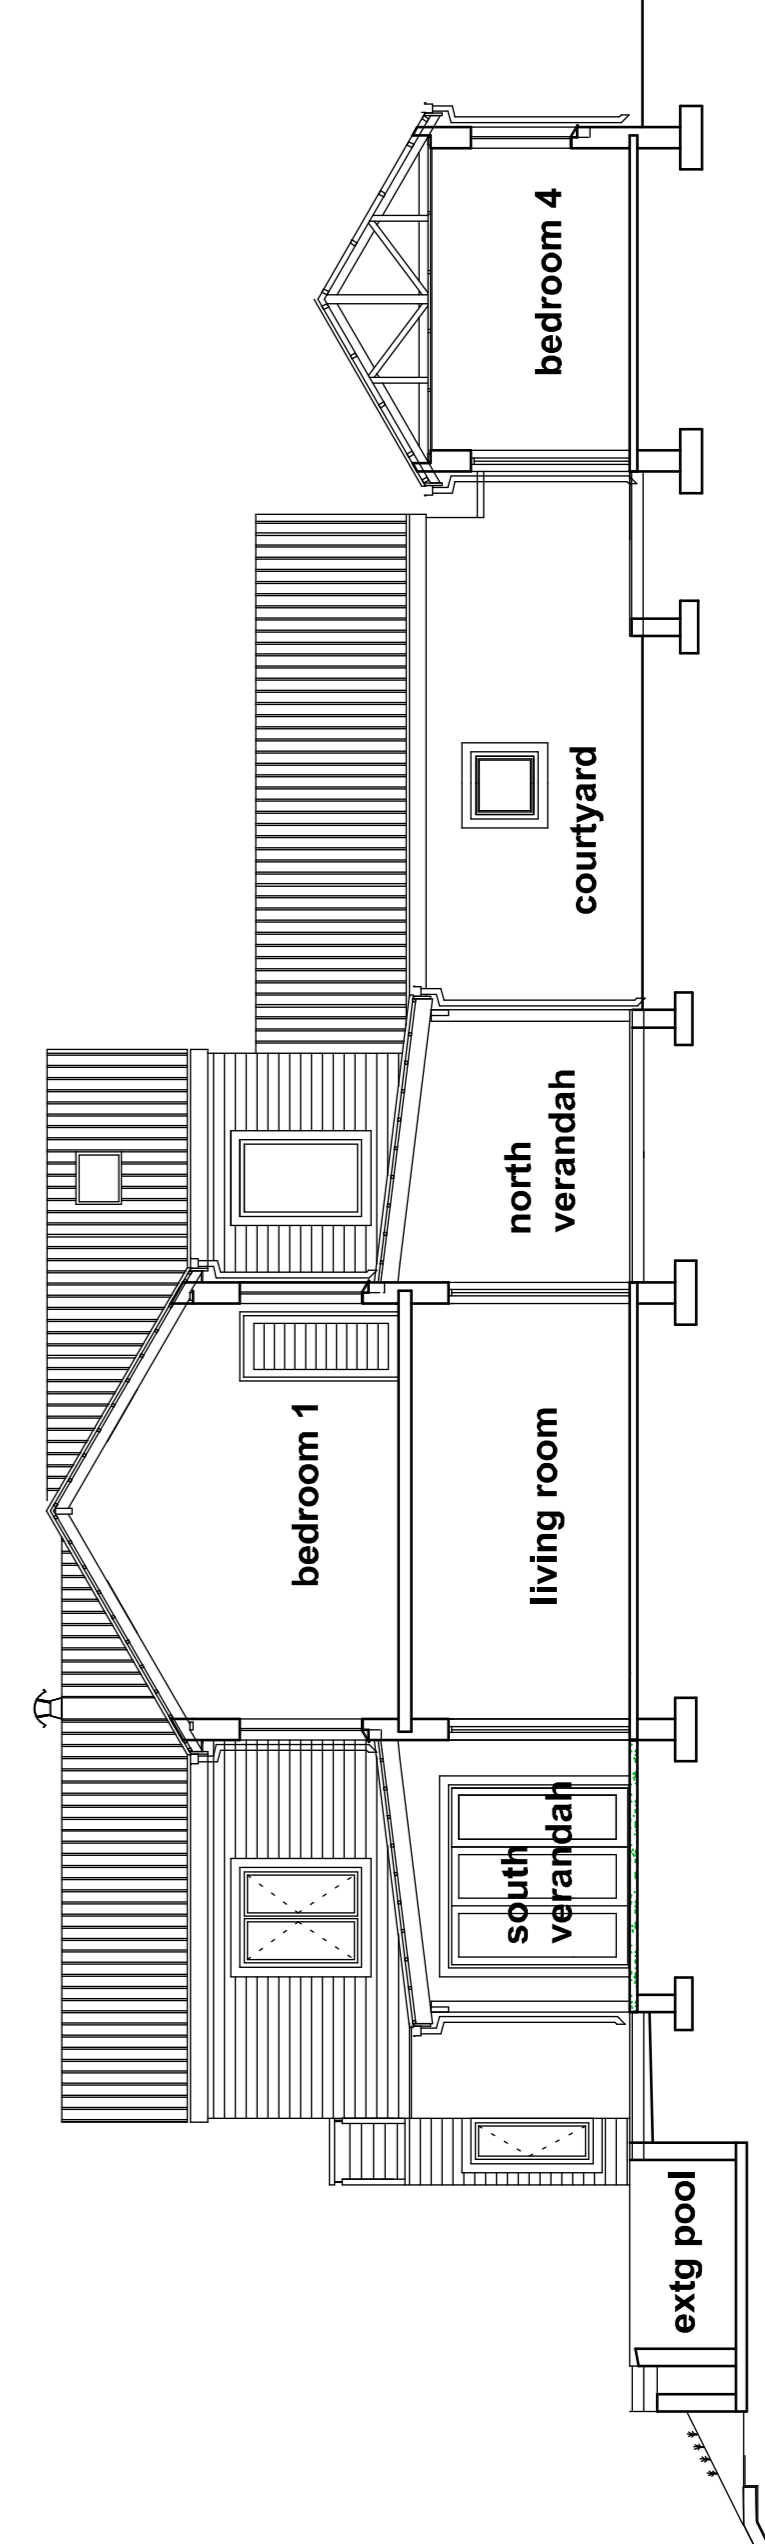 extg pool
south
verandah
living room
bedroom 1
north
verandah
courtyard
bedroom 4